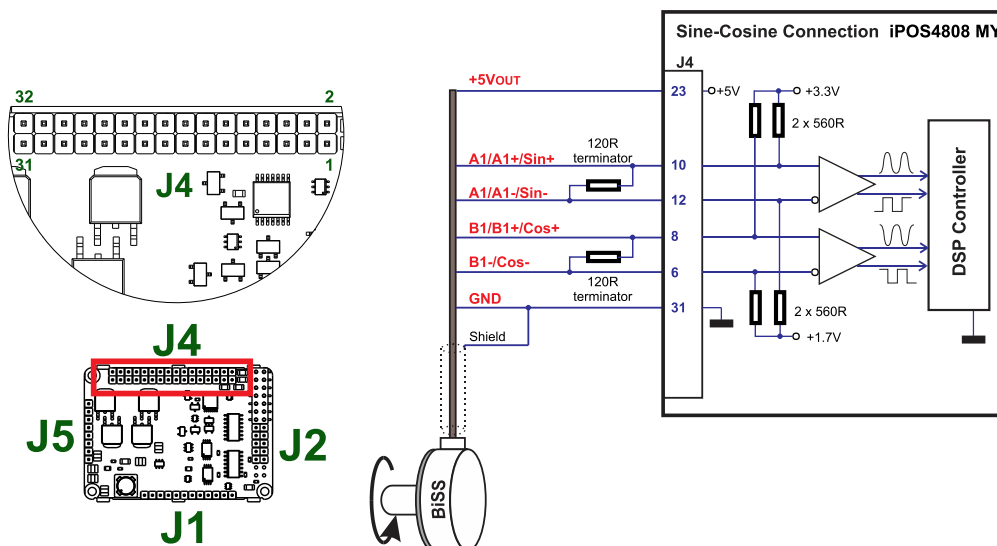 Sine-Cosine Connection iPOS4808 MY
J4
+5VOUT
23
+5V
+3.3V
2 x 560R
120R
terminator
A1/A1+/Sin+
10
A1/A1-/Sin-
12
B1/B1+/Cos+
8
B1-/Cos-
6
120R
terminator
GND
31
2 x 560R
+1.7V
Shield
DSP Controller
BiSS
32
2
31
1
J4
J4
J5
J2
J1